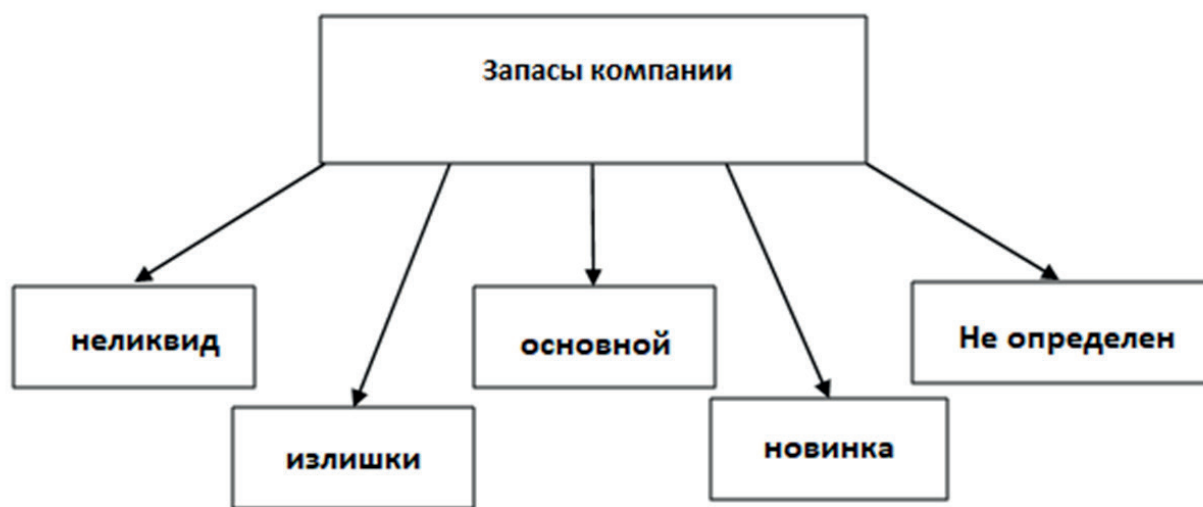 Запасы компании
неликвид
излишки
основной
новинка
Не определен